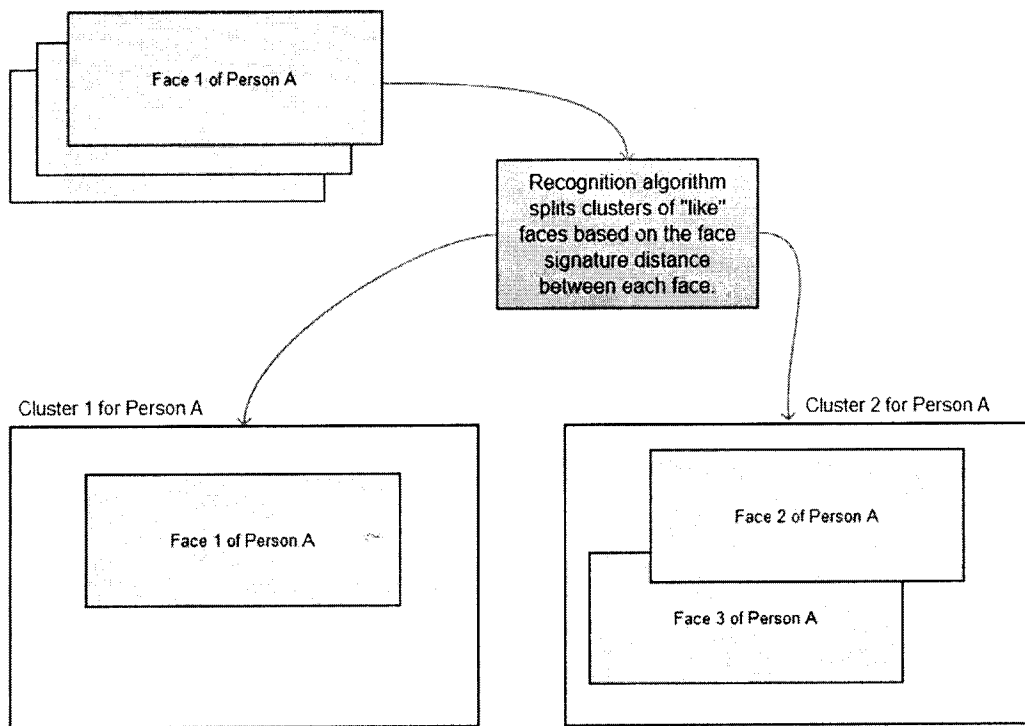 Face 1 of Person A
Recognition algorithm
splits clusters of "like"
faces based on the face
signature distance
between each face.
Cluster 1 for Person A
Cluster 2 for Person A
Face 1 of Person A
Face 2 of Person A
Face 3 of Person A